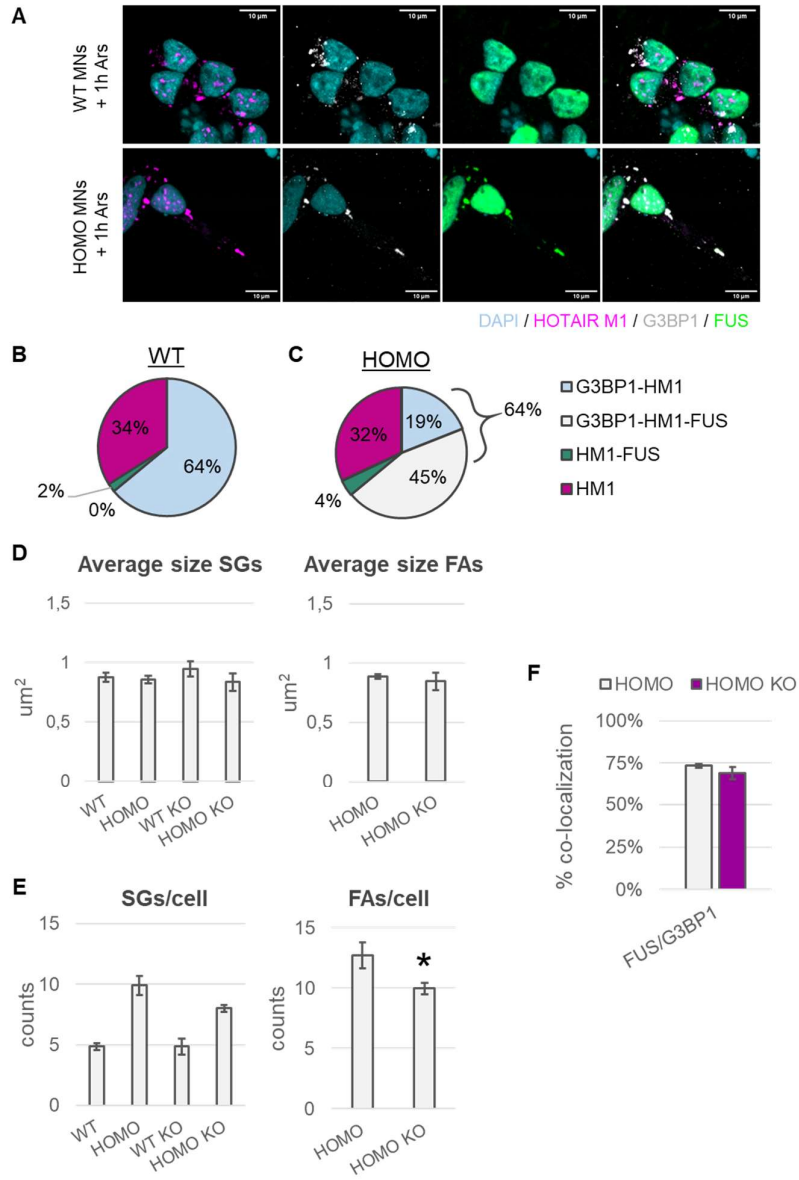 A
WT MNs
+ 1h Ars
10 µm
10 µm
10 µm
10 µm
HOMO MNs
+ 1h Ars
10 µm
10 µm
10 µm
10 µm
DAPI / HOTAIR M1 / G3BP1 / FUS
B
WT
34%
64%
2%
0%
C
HOMO
19%
64%
32%
45%
4%
G3BP1-HM1
G3BP1-HM1-FUS
HM1-FUS
HM1
D
Average size SGs
1,5
1
0,5
0
um²
WT
HOMO
WT KO
HOMO KO
Average size FAs
1,5
1
0,5
0
um²
HOMO
HOMO KO
F
HOMO
HOMO KO
100%
75%
50%
25%
0%
% co-localization
FUS/G3BP1
E
SGs/cell
15
10
5
0
counts
WT
HOMO
WT KO
HOMO KO
FAs/cell
15
10
5
0
counts
*
HOMO
HOMO KO